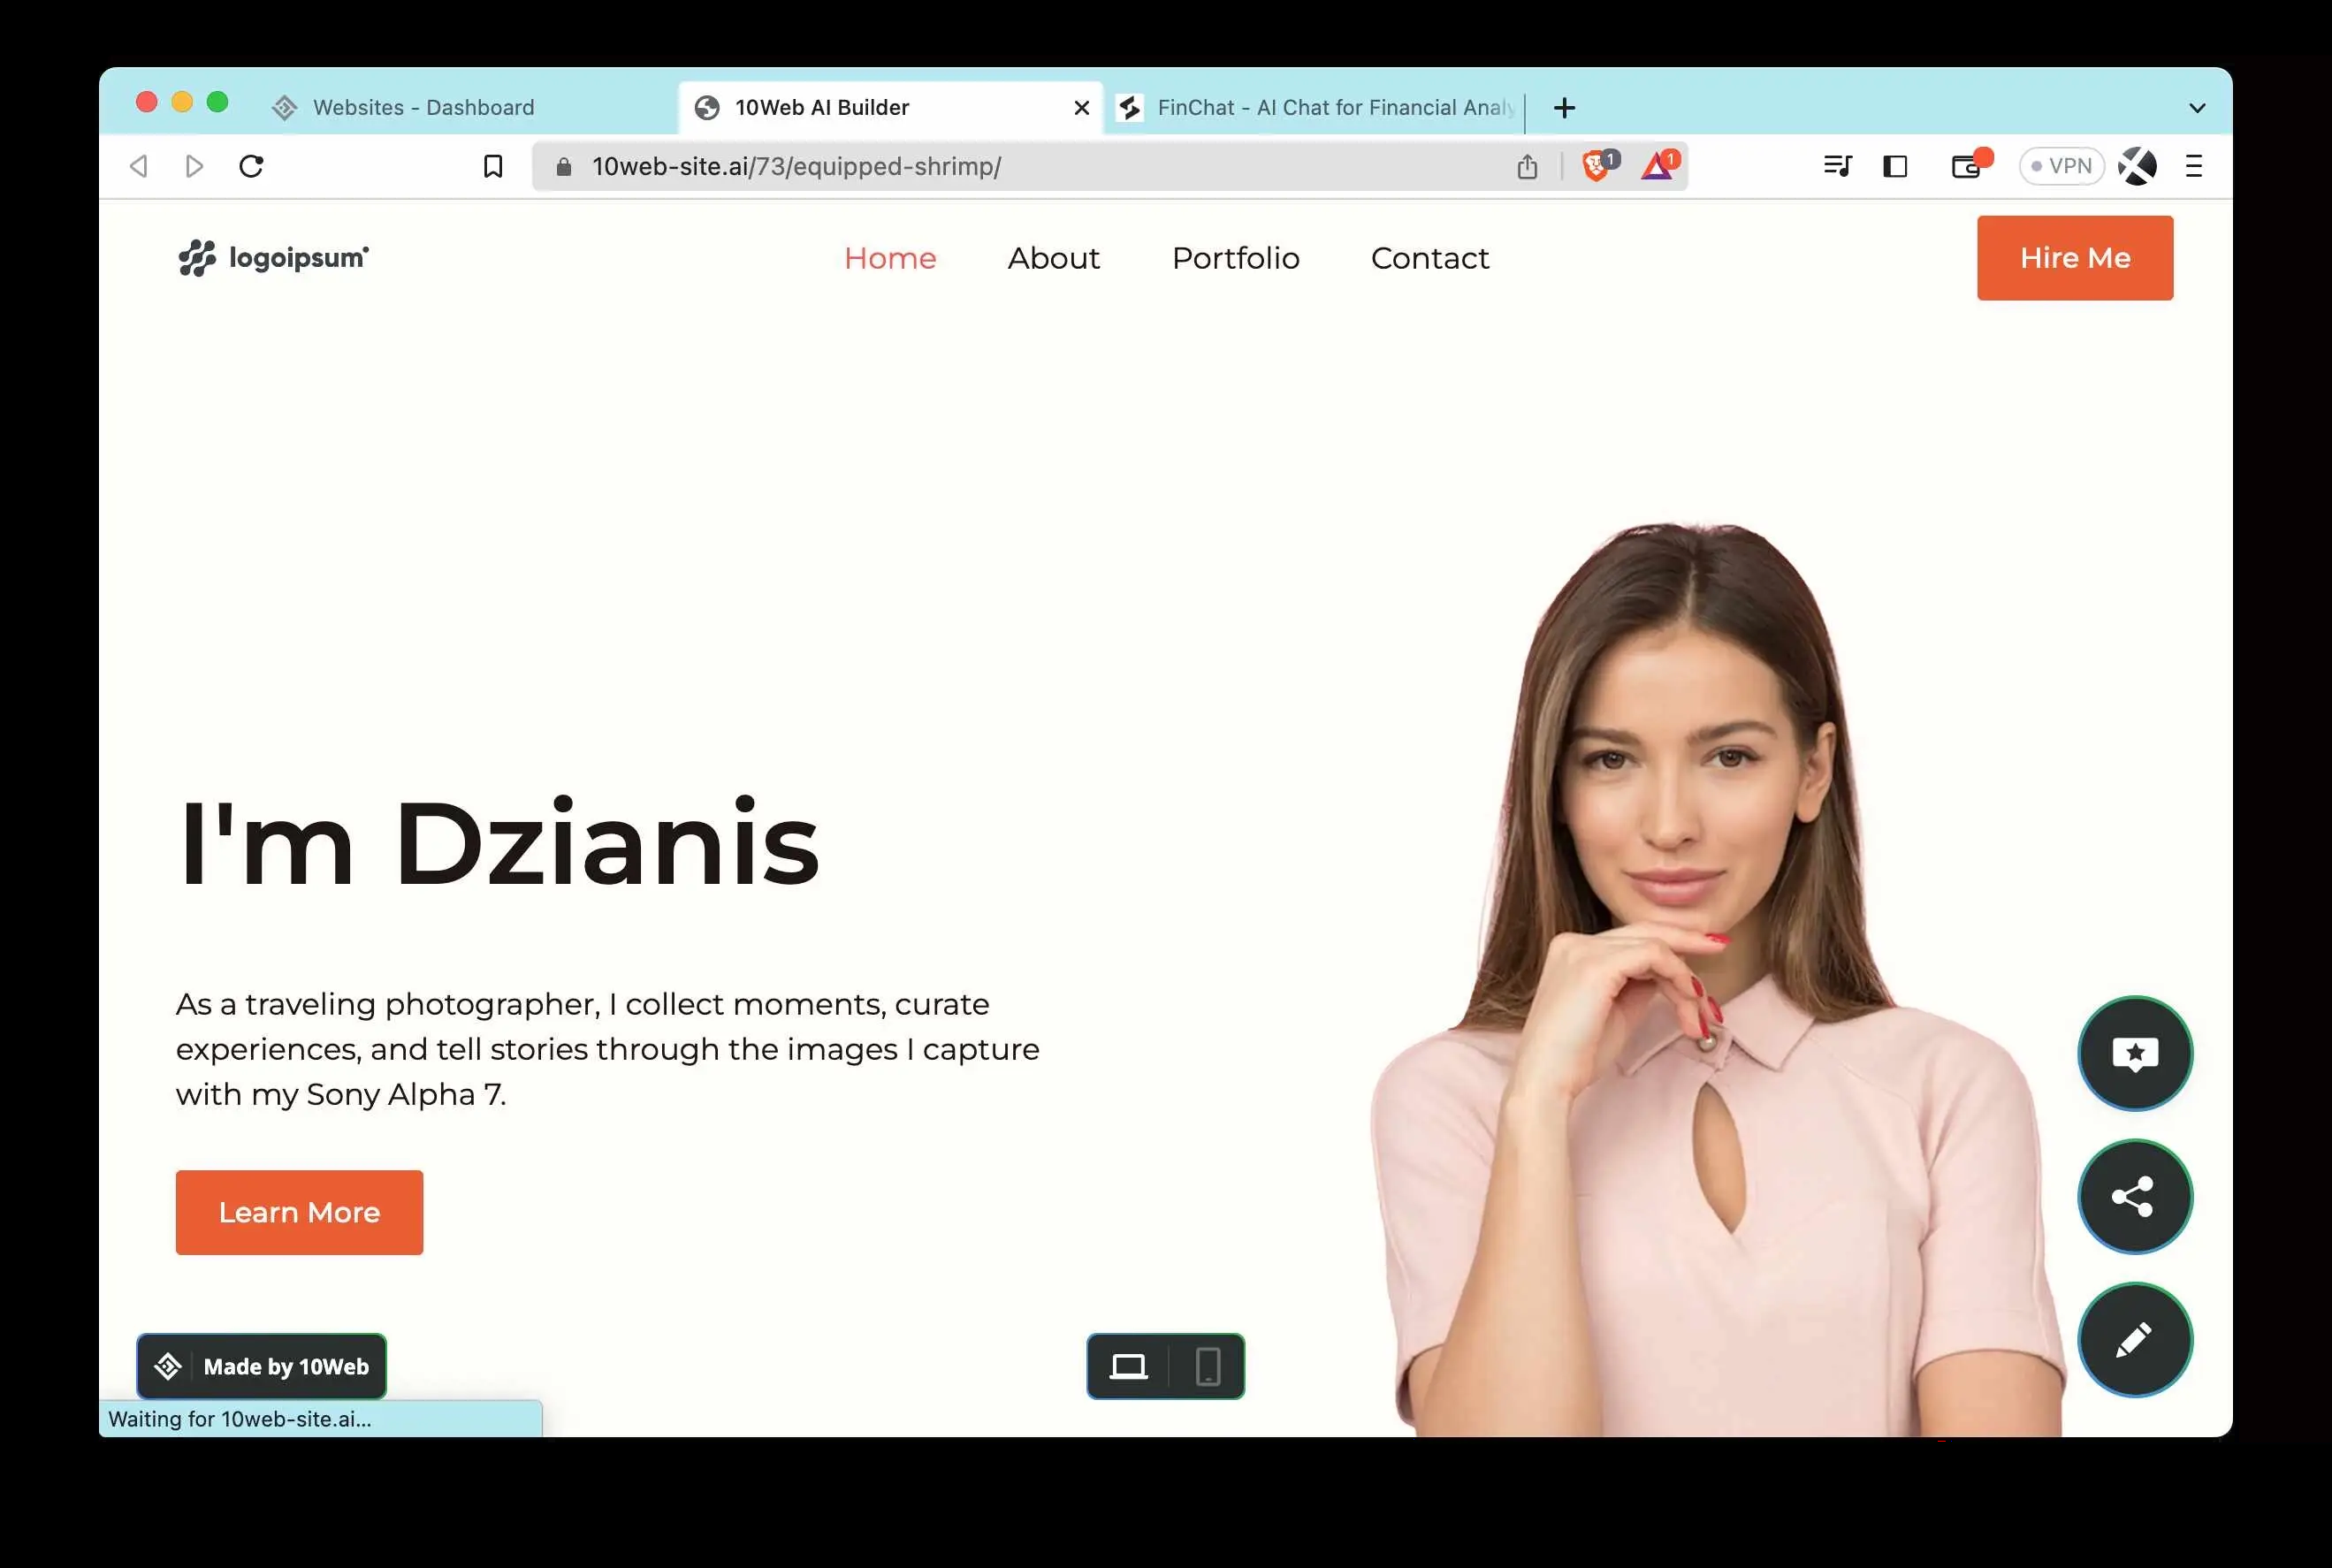 Websites - Dashboard
10Web AI Builder
FinChat - AI Chat for Financial Analy
10web-site.ai/73/equipped-shrimp/
1
1
VPN
logoipsum
Home
About
Portfolio
Contact
Hire Me
I'm Dzianis
As a traveling photographer, I collect moments, curate
experiences, and tell stories through the images I capture
with my Sony Alpha 7.
Learn More
Made by 10Web
Waiting for 10web-site.ai...